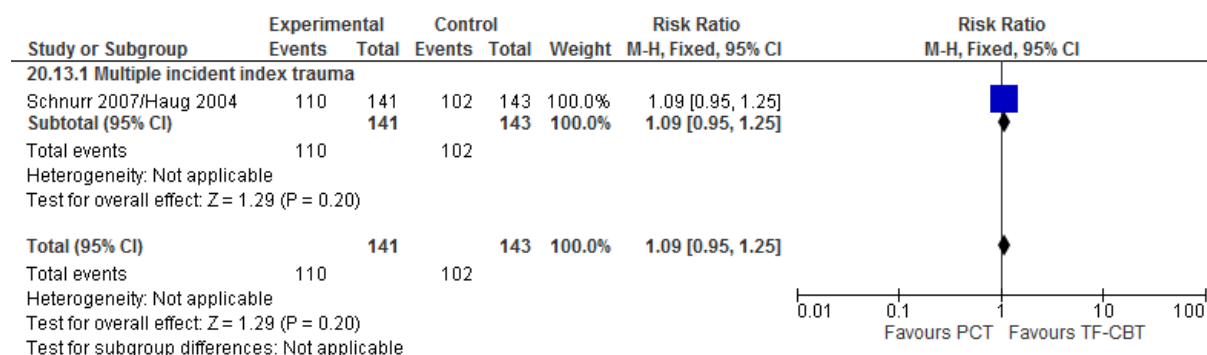 Experimental Control Risk Ratio Risk Ratio
Study or Subgroup Events Total Events Total Weight M-H, Fixed, 95% CI M-H, Fixed, 95% CI
20.13.1 Multiple incident index trauma
Schnurr 2007/Haug 2004 110 141 102 143 100.0% 1.09 [0.95, 1.25]
Subtotal (95% CI) 141 143 100.0% 1.09 [0.95, 1.25]
Total events 110 102
Heterogeneity: Not applicable
Test for overall effect: Z = 1.29 (P = 0.20)
Total (95% CI) 141 143 100.0% 1.09 [0.95, 1.25]
Total events 110 102
Heterogeneity: Not applicable
Test for overall effect: Z = 1.29 (P = 0.20)
Test for subgroup differences: Not applicable
0.01 0.1 1 10 100
Favours PCT Favours TF-CBT